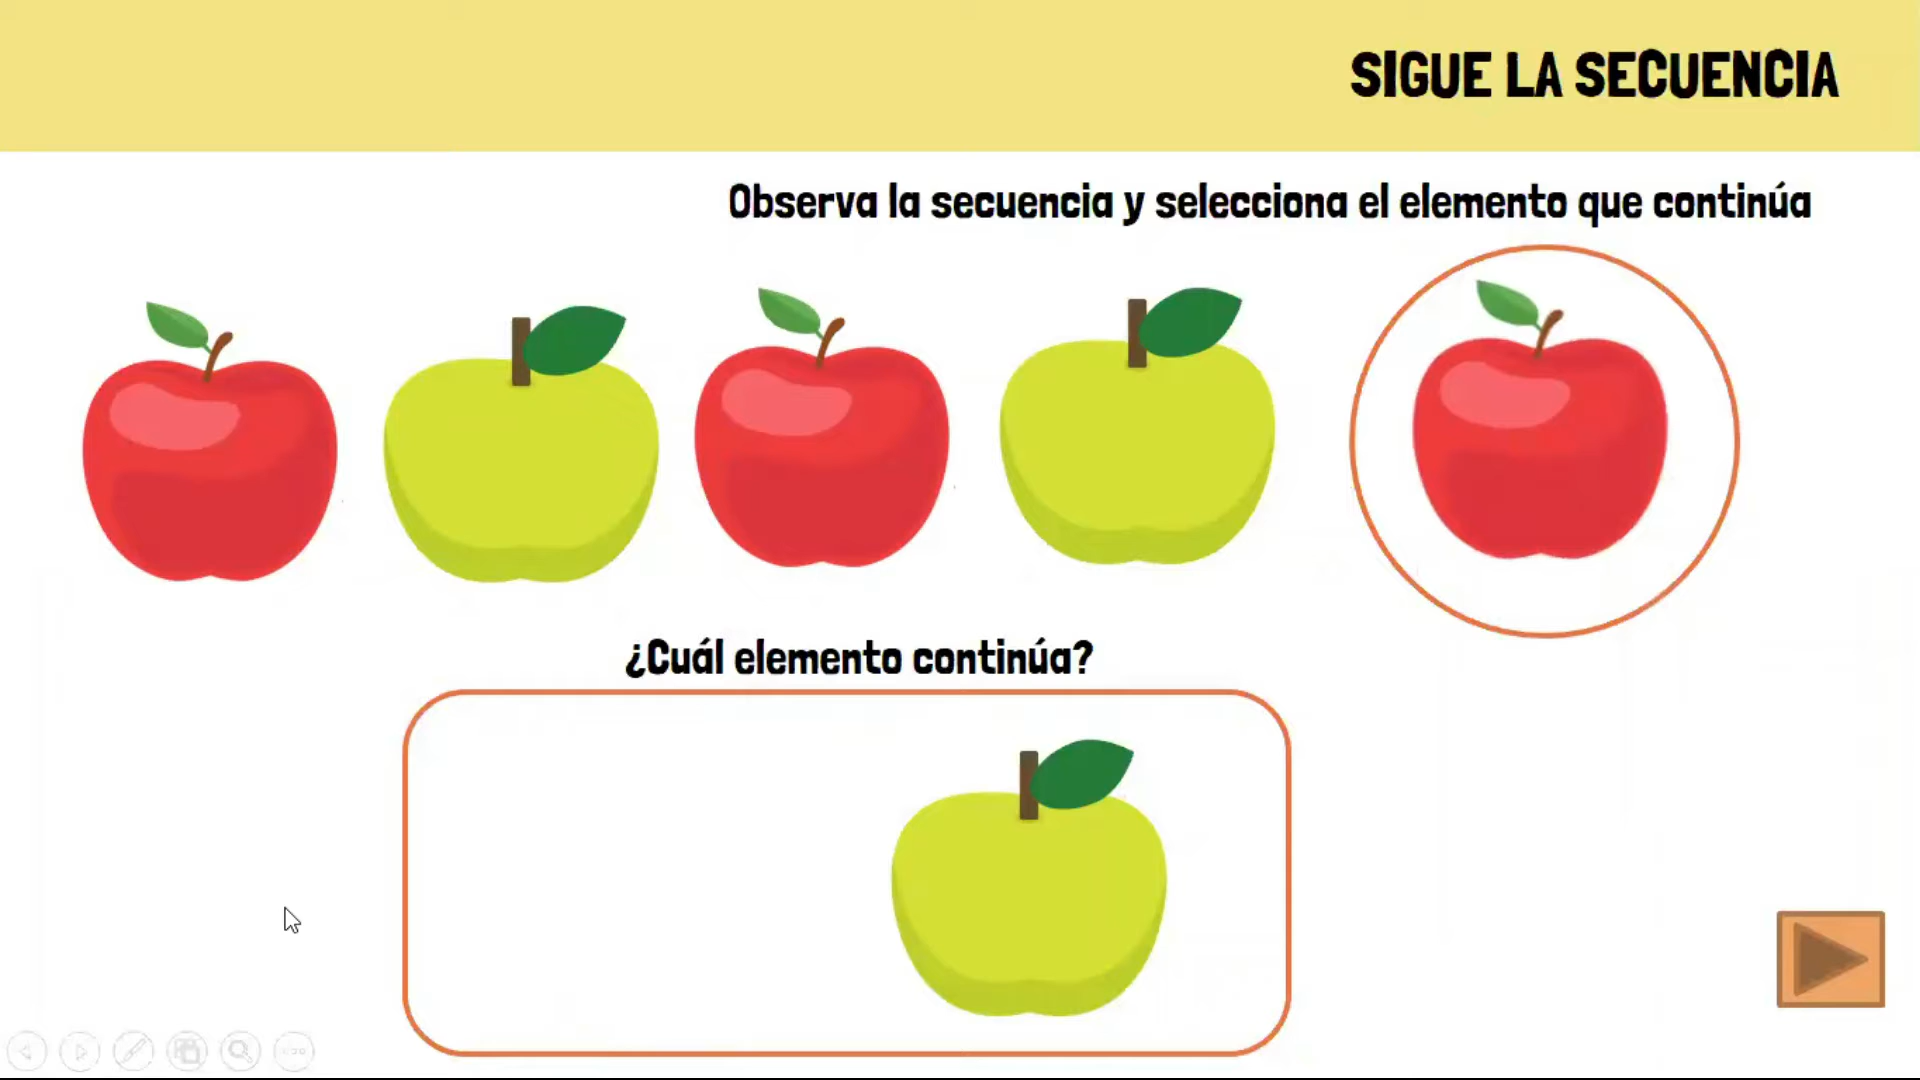 SIGUE LA SECUENCIA
Observa la secuencia y selecciona el elemento que continúa
¿Cuál elemento continúa?